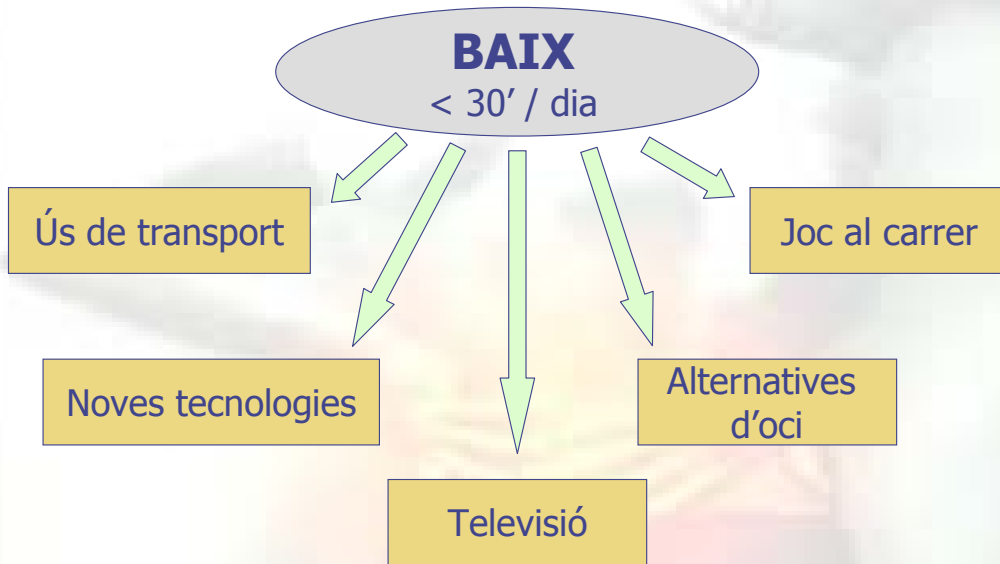 BAIX
< 30’ / dia
Ús de transport
Joc al carrer
Noves tecnologies
Alternatives
d’oci
Televisió